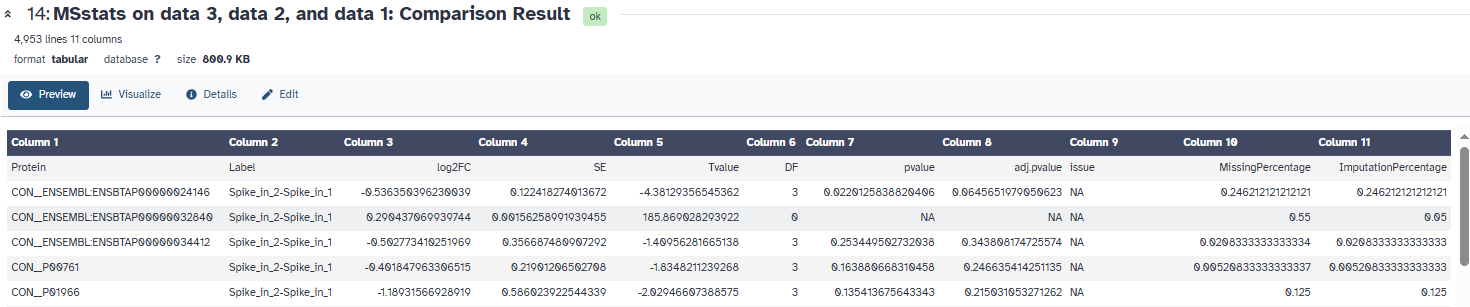 14: MSstats on data 3, data 2, and data 1: Comparison Result ok
4,953 lines 11 columns
format tabular database ? size 800.9 KB
Preview Visualize Details Edit
Column 1 Column 2 Column 3 Column 4 Column 5 Column 6 Column 7 Column 8 Column 9 Column 10 Column 11
Protein Label log2FC SE Tvalue DF pvalue adj.pvalue issue MissingPercentage ImputationPercentage
CON__ENSEMBL:ENSBTAP00000024146 Spike_in_2-Spike_in_1 -0.536350396230039 0.122418274013672 -4.38129356545362 3 0.0220125838820406 0.0645651979050623 NA 0.246212121212121 0.246212121212121
CON__ENSEMBL:ENSBTAP00000032840 Spike_in_2-Spike_in_1 0.290437069939744 0.00156258991939455 185.869028293922 0 NA NA NA 0.55 0.05
CON__ENSEMBL:ENSBTAP00000034412 Spike_in_2-Spike_in_1 -0.502773410251969 0.356687480907292 -1.40956281665138 3 0.253449502732038 0.343808174725574 NA 0.0208333333333334 0.0208333333333333
CON__P00761 Spike_in_2-Spike_in_1 -0.401847963306515 0.21901206502708 -1.8348211239268 3 0.163880668310458 0.246635414251135 NA 0.00520833333333337 0.00520833333333333
CON__P01966 Spike_in_2-Spike_in_1 -1.18931566928919 0.586023922544339 -2.02946607388575 3 0.135413675643343 0.215031053271262 NA 0.125 0.125